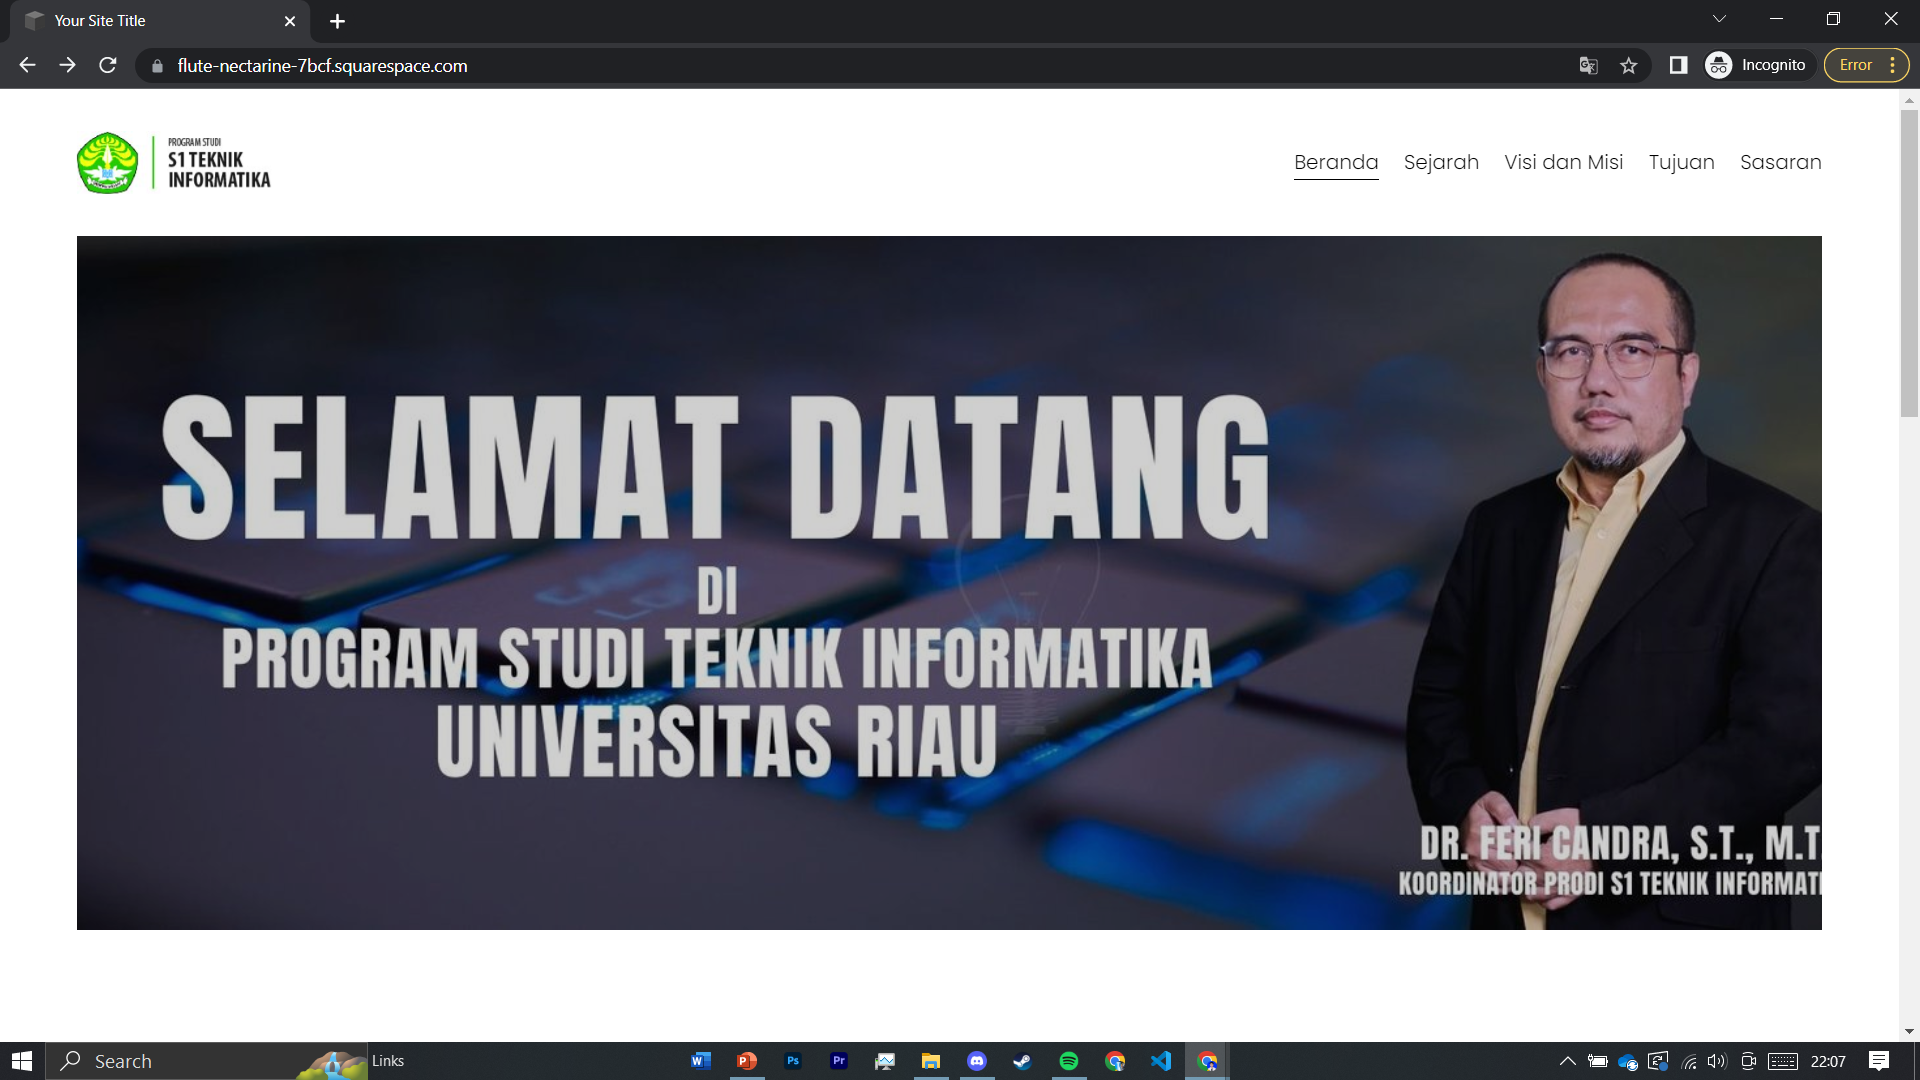 Your Site Title
flute-nectarine-7bcf.squarespace.com
Incognito
Error
PROGRAM STUDI
S1 TEKNIK
INFORMATIKA
Beranda Sejarah Visi dan Misi Tujuan Sasaran
SELAMAT DATANG
DI
PROGRAM STUDI TEKNIK INFORMATIKA
UNIVERSITAS RIAU
DR. FERI CANDRA, S.T., M.T.
KOORDINATOR PRODI S1 TEKNIK INFORMATI
Search
Links
22:07